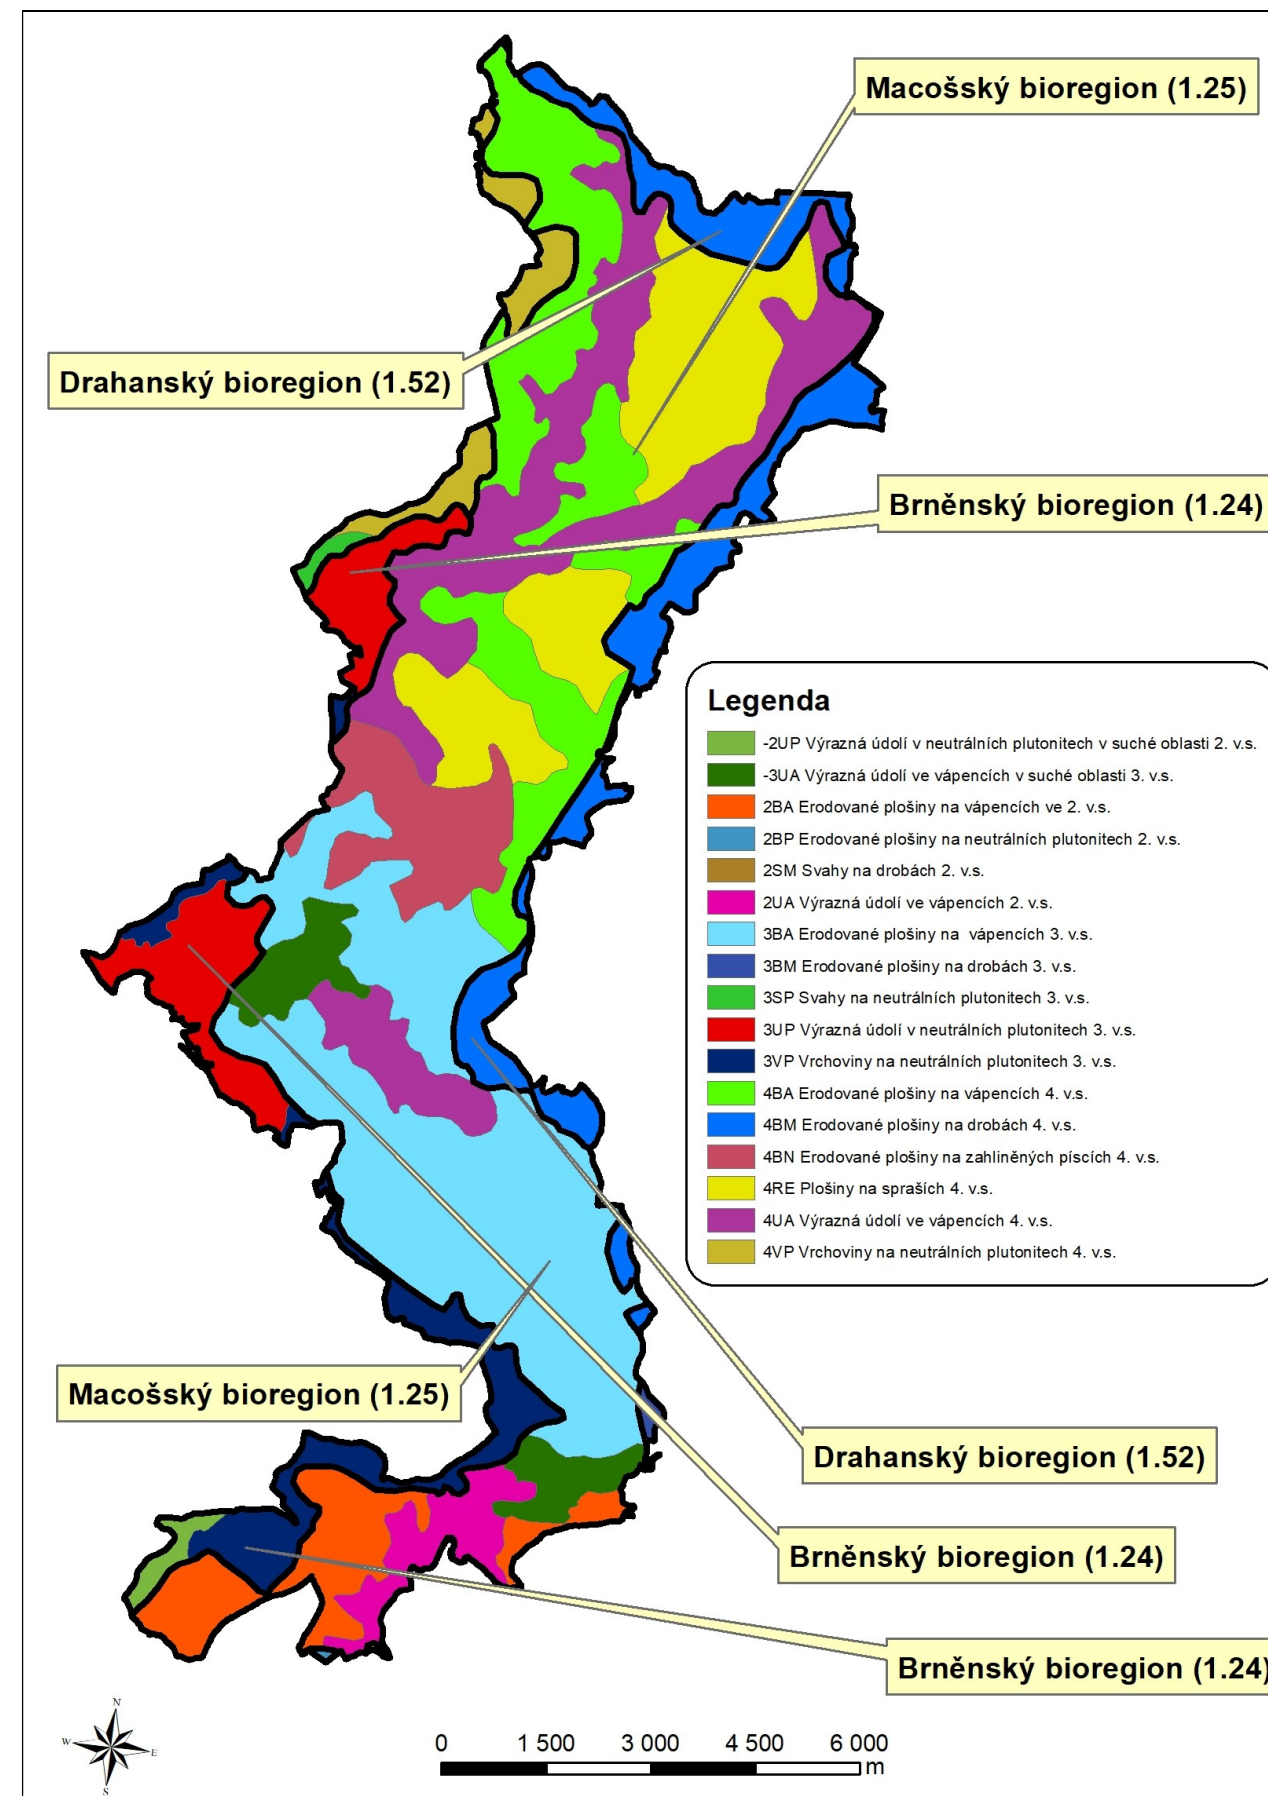 Macošský bioregion (1.25)
Drahanský bioregion (1.52)
Brněnský bioregion (1.24)
Legenda
-2UP Výrazná údolí v neutrálních plutonitech v suché oblasti 2. v.s.
-3UA Výrazná údolí ve vápencích v suché oblasti 3. v.s.
2BA Erodované plošiny na vápencích ve 2. v.s.
2BP Erodované plošiny na neutrálních plutonitech 2. v.s.
2SM Svahy na drobách 2. v.s.
2UA Výrazná údolí ve vápencích 2. v.s.
3BA Erodované plošiny na vápencích 3. v.s.
3BM Erodované plošiny na drobách 3. v.s.
3SP Svahy na neutrálních plutonitech 3. v.s.
3UP Výrazná údolí v neutrálních plutonitech 3. v.s.
3VP Vrchoviny na neutrálních plutonitech 3. v.s.
4BA Erodované plošiny na vápencích 4. v.s.
4BM Erodované plošiny na drobách 4. v.s.
4BN Erodované plošiny na zahliněných píscích 4. v.s.
4RE Plošiny na spraších 4. v.s.
4UA Výrazná údolí ve vápencích 4. v.s.
4VP Vrchoviny na neutrálních plutonitech 4. v.s.
Macošský bioregion (1.25)
Drahanský bioregion (1.52)
Brněnský bioregion (1.24)
Brněnský bioregion (1.24)
N
W E
S
0 1 500 3 000 4 500 6 000
m